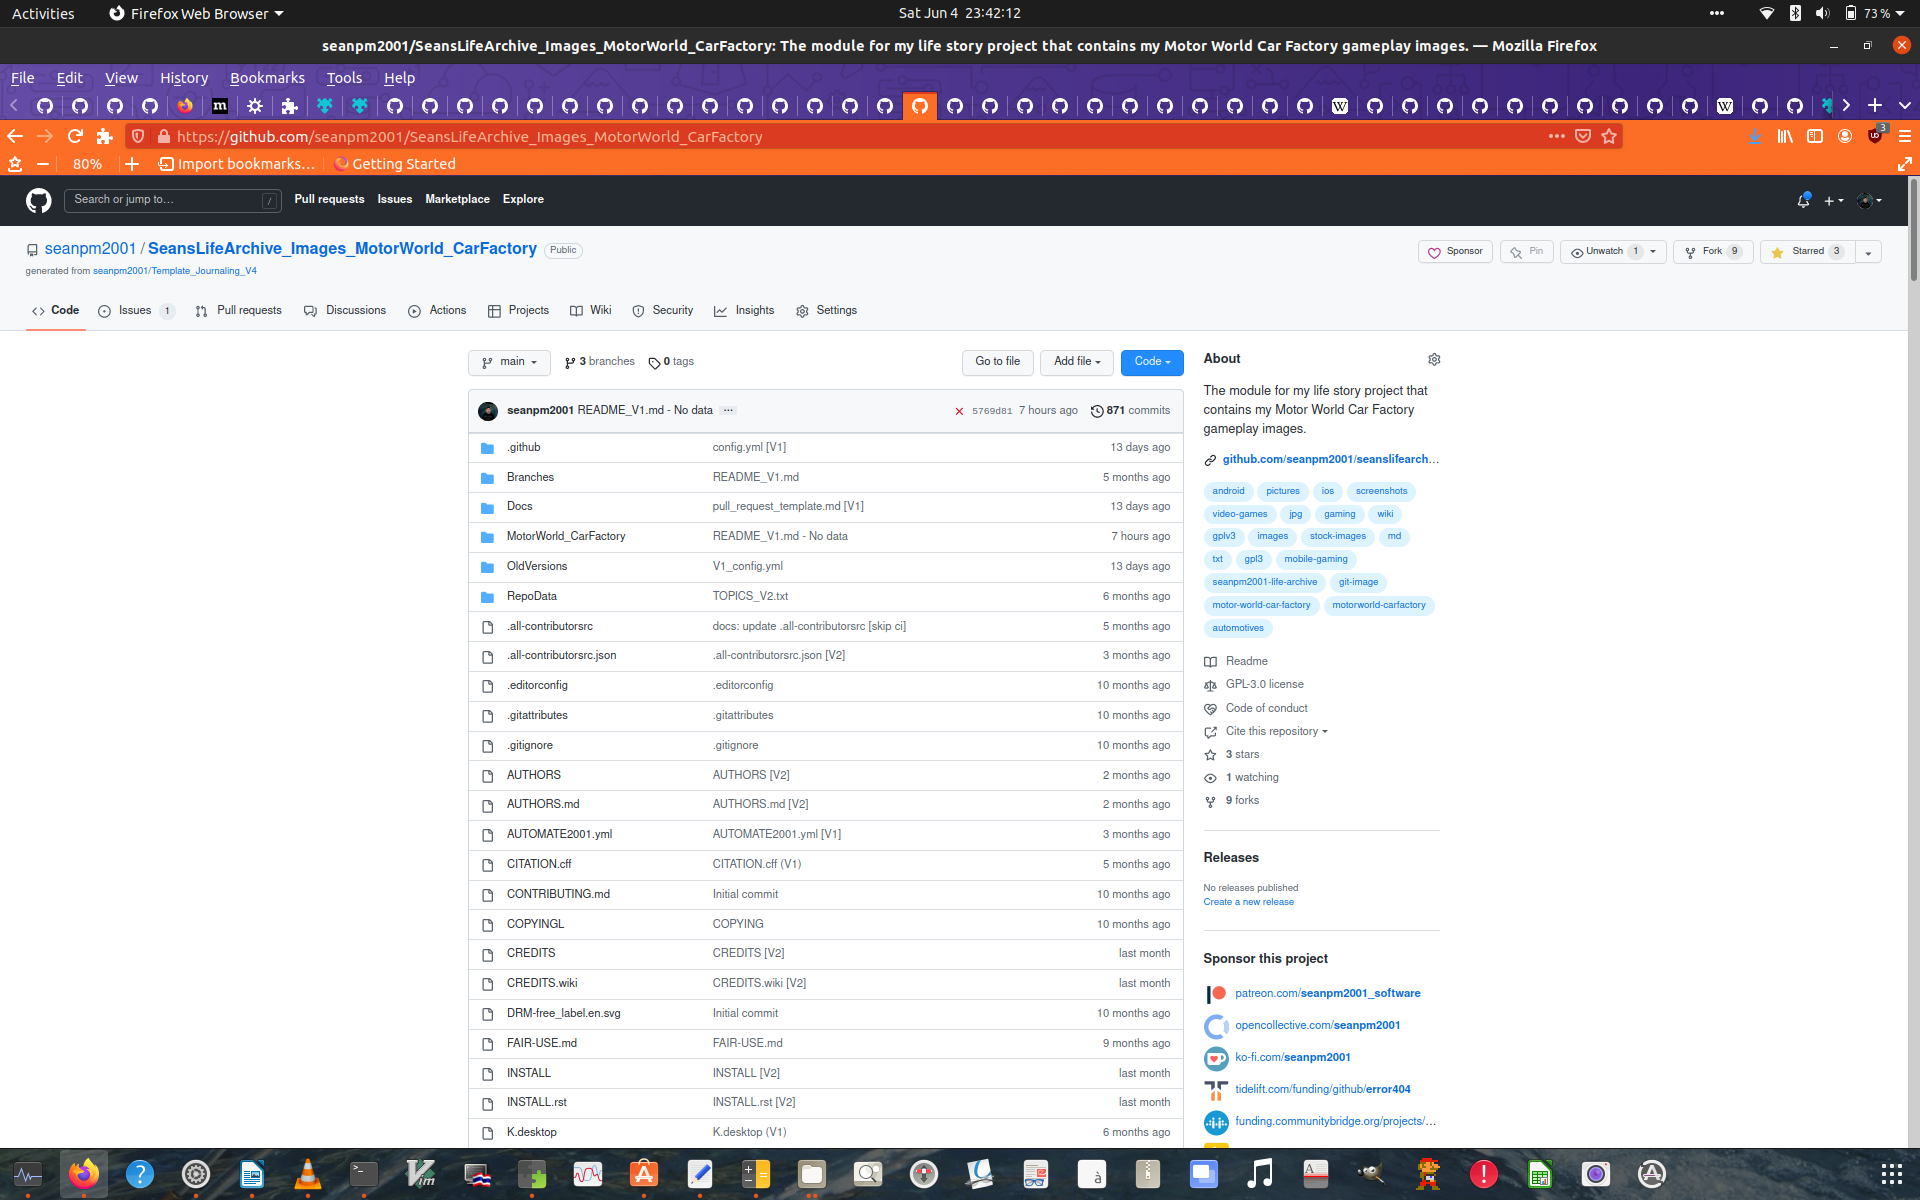 Activities Firefox Web Browser Sat Jun 4 23:42:12 73 %
seanpm2001/SeansLifeArchive_Images_MotorWorld_CarFactory: The module for my life story project that contains my Motor World Car Factory gameplay images. — Mozilla Firefox
File Edit View History Bookmarks Tools Help
https://github.com/seanpm2001/SeansLifeArchive_Images_MotorWorld_CarFactory 3
80% Import bookmarks... Getting Started
Search or jump to... / Pull requests Issues Marketplace Explore
seanpm2001 / SeansLifeArchive_Images_MotorWorld_CarFactory Public
Sponsor Pin Unwatch 1 Fork 9 Starred 3
generated from seanpm2001/Template_Journaling_V4
Code Issues 1 Pull requests Discussions Actions Projects Wiki Security Insights Settings
main 3 branches 0 tags Go to file Add file Code
seanpm2001 README_V1.md - No data ... 5769d81 7 hours ago 871 commits
.github config.yml [V1] 13 days ago
Branches README_V1.md 5 months ago
Docs pull_request_template.md [V1] 13 days ago
MotorWorld_CarFactory README_V1.md - No data 7 hours ago
OldVersions V1_config.yml 13 days ago
RepoData TOPICS_V2.txt 6 months ago
.all-contributorsrc docs: update .all-contributorsrc [skip ci] 5 months ago
.all-contributorsrc.json .all-contributorsrc.json [V2] 3 months ago
.editorconfig .editorconfig 10 months ago
.gitattributes .gitattributes 10 months ago
.gitignore .gitignore 10 months ago
AUTHORS AUTHORS [V2] 2 months ago
AUTHORS.md AUTHORS.md [V2] 2 months ago
AUTOMATE2001.yml AUTOMATE2001.yml [V1] 3 months ago
CITATION.cff CITATION.cff (V1) 5 months ago
CONTRIBUTING.md Initial commit 10 months ago
COPYINGL COPYING 10 months ago
CREDITS CREDITS [V2] last month
CREDITS.wiki CREDITS.wiki [V2] last month
DRM-free_label.en.svg Initial commit 10 months ago
FAIR-USE.md FAIR-USE.md 9 months ago
INSTALL INSTALL [V2] last month
INSTALL.rst INSTALL.rst [V2] last month
K.desktop K.desktop (V1) 6 months ago
About
The module for my life story project that
contains my Motor World Car Factory
gameplay images.
github.com/seanpm2001/seanslifearch...
android pictures ios screenshots
video-games jpg gaming wiki
gplv3 images stock-images md
txt gpl3 mobile-gaming
seanpm2001-life-archive git-image
motor-world-car-factory motorworld-carfactory
automotives
Readme
GPL-3.0 license
Code of conduct
Cite this repository
3 stars
1 watching
9 forks
Releases
No releases published
Create a new release
Sponsor this project
patreon.com/seanpm2001_software
opencollective.com/seanpm2001
ko-fi.com/seanpm2001
tidelift.com/funding/github/error404
funding.communitybridge.org/projects/...